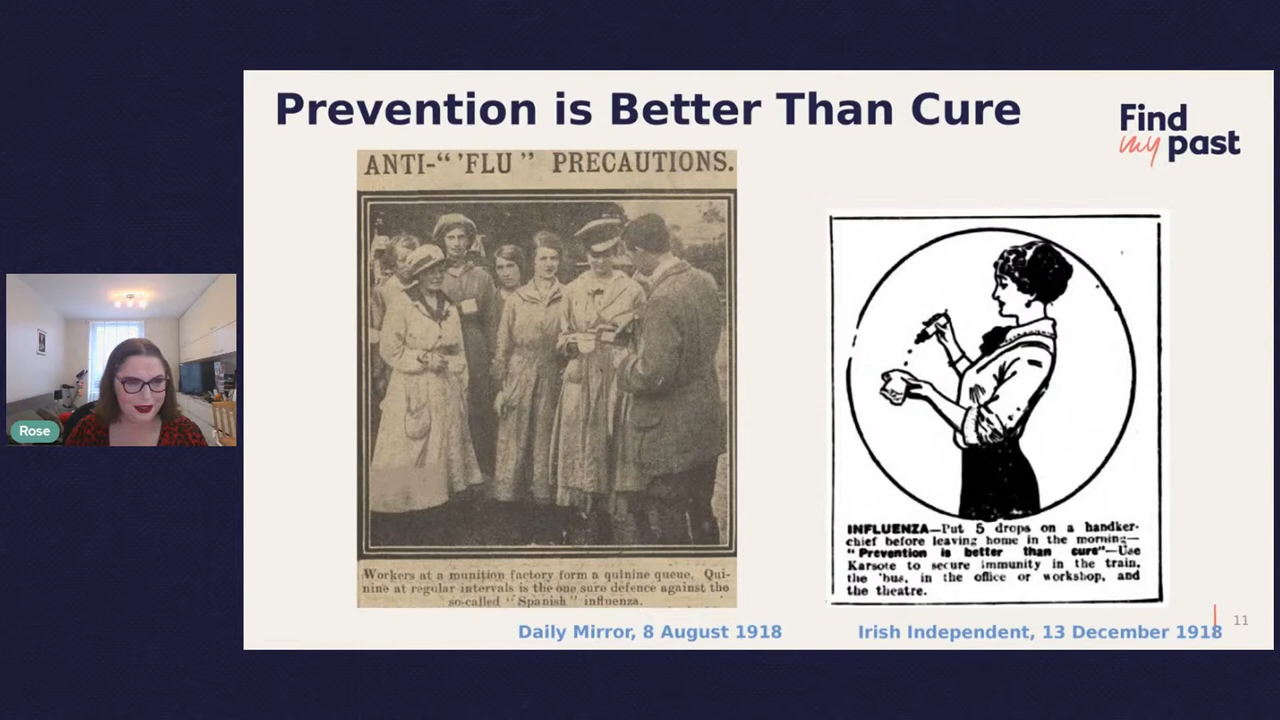 Prevention is Better Than Cure
Find
my past
ANTI-“ 'FLU ” PRECAUTIONS.
Workers at a munition factory form a quinine queue. Qui-
nine at regular intervals is the one sure defence against the
so-called “ Spanish ” influenza.
INFLUENZA—Put 5 drops on a handker-
chief before leaving home in the morning—
“Prevention is better than cure”—Use
Karsote to secure immunity in the train,
the 'bus, in the office or workshop, and
the theatre.
Daily Mirror, 8 August 1918
Irish Independent, 13 December 1918
11
Rose